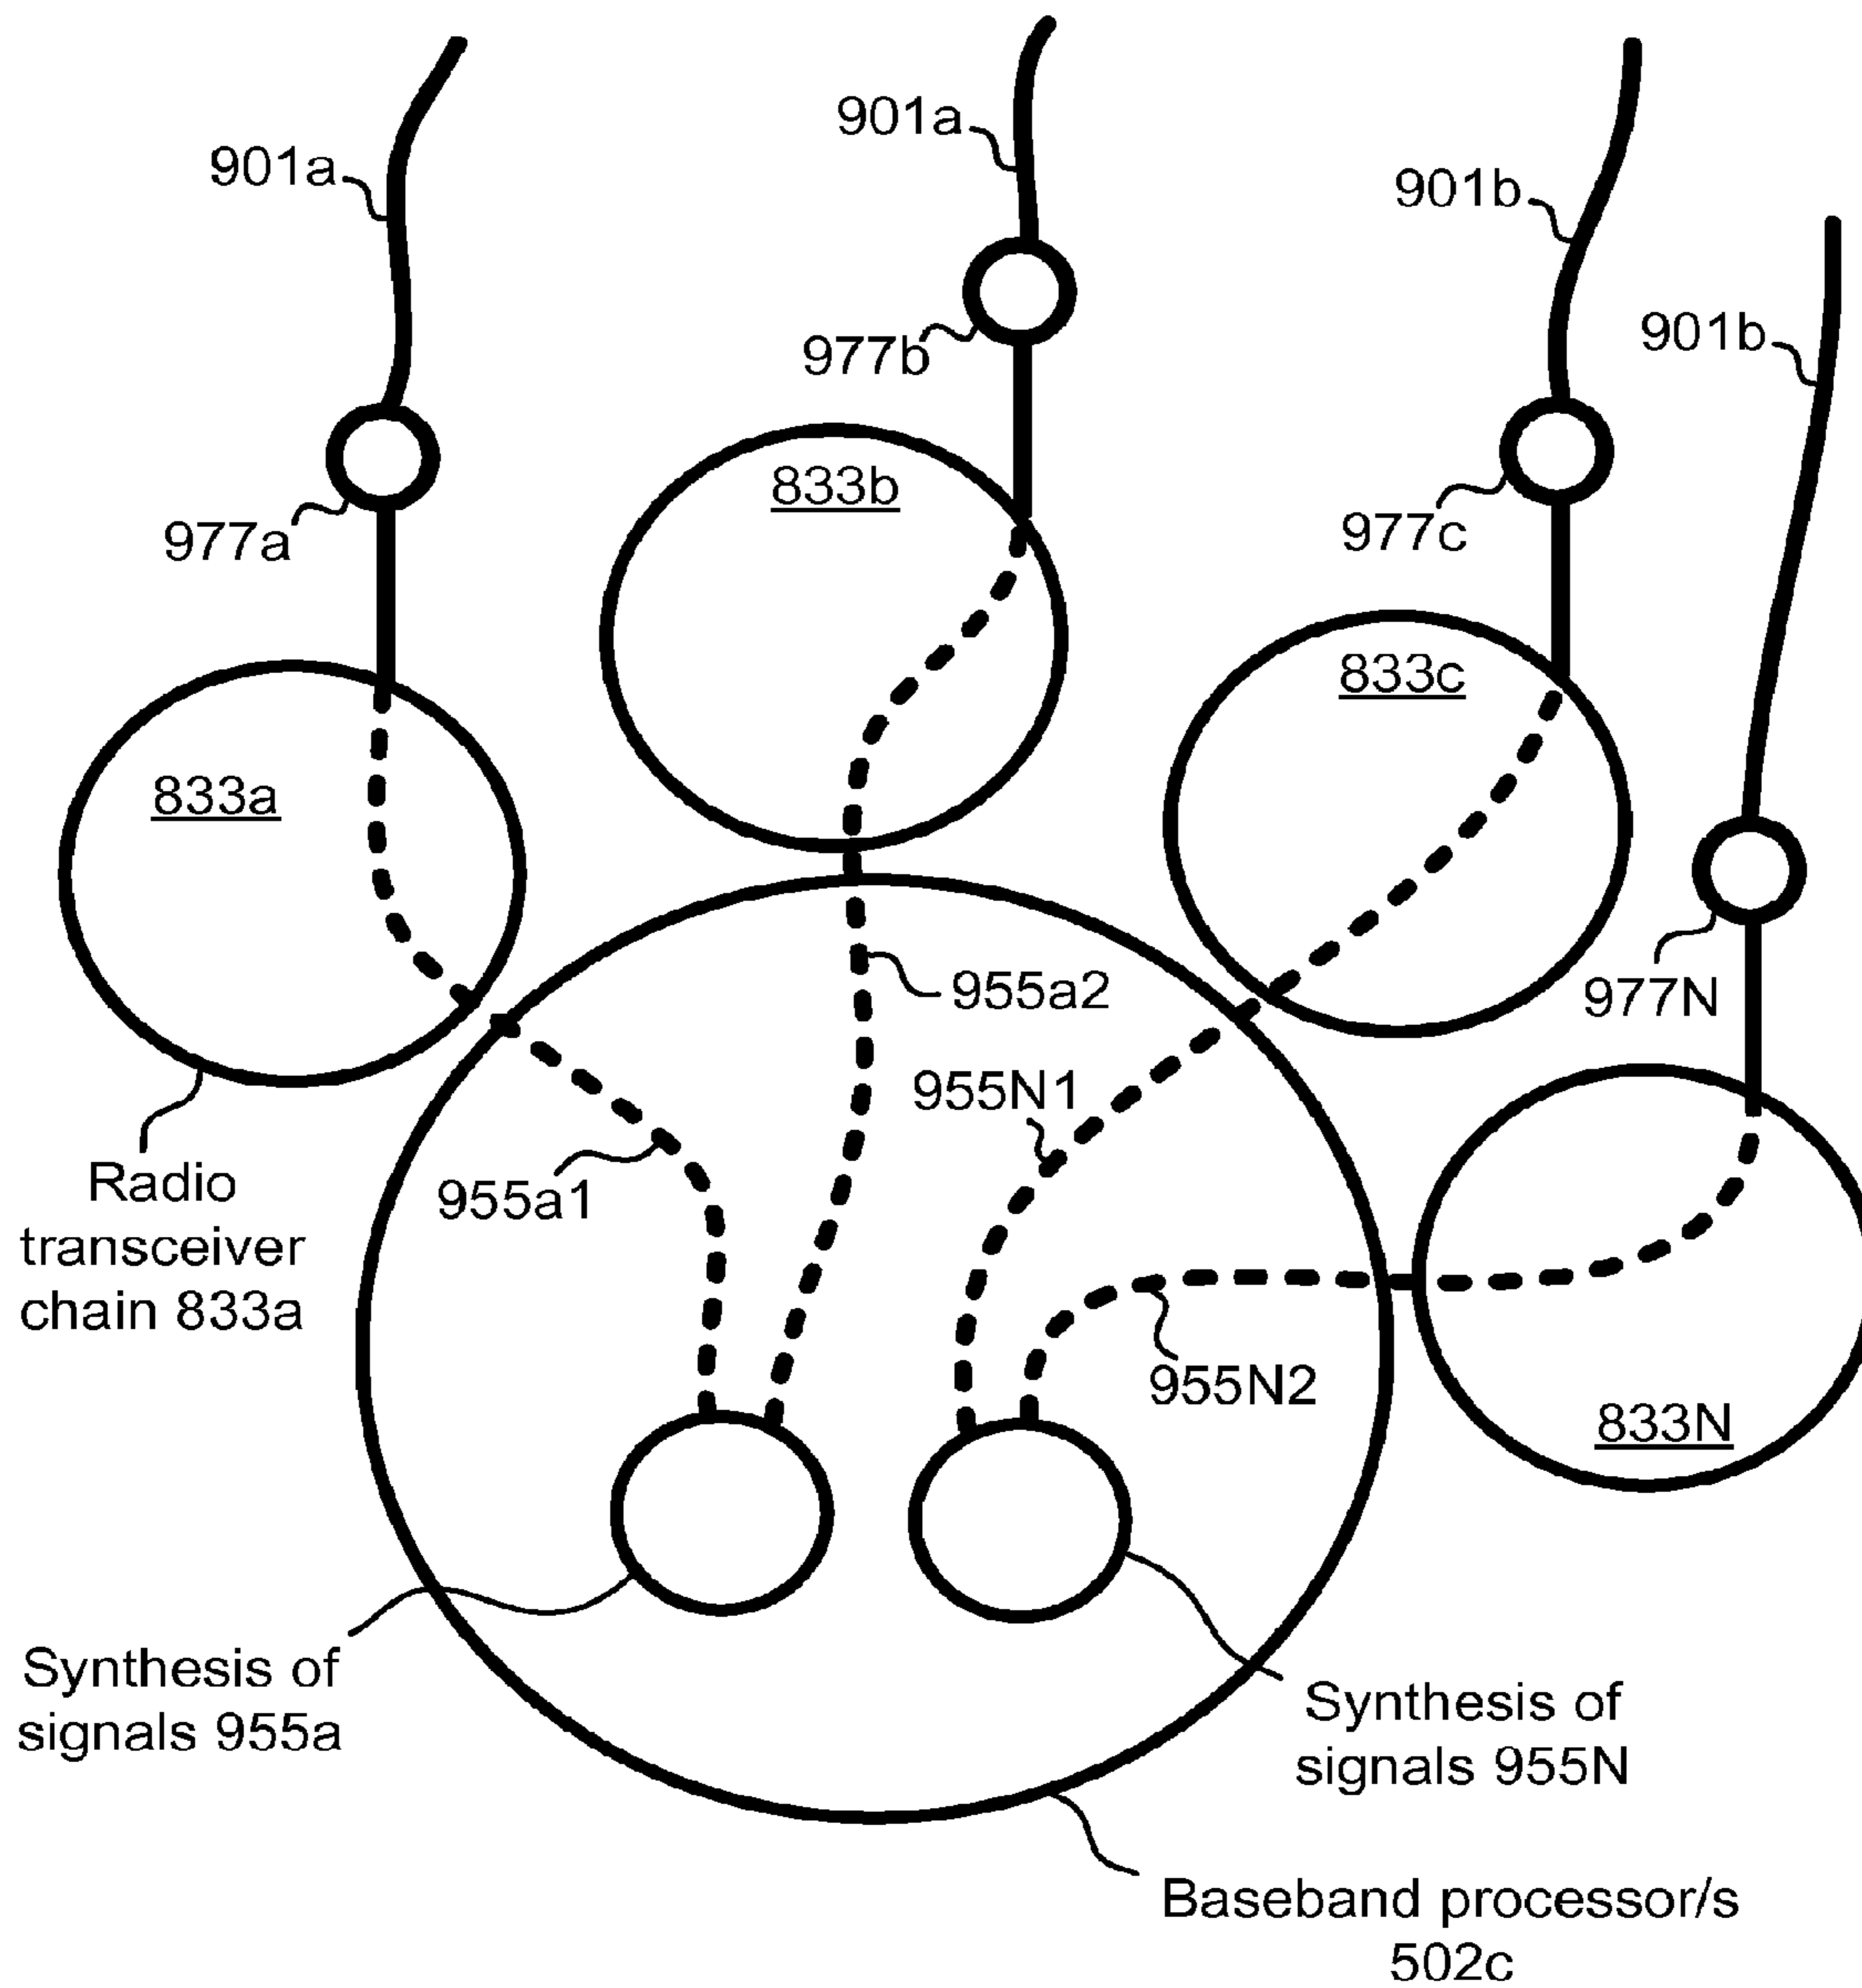 901a
901a
901b
901b
977b
977a
977c
833b
833c
833a
977N
955a2
955N1
Radio
transceiver
chain 833a
955a1
955N2
833N
Synthesis of
signals 955a
Synthesis of
signals 955N
Baseband processor/s
502c